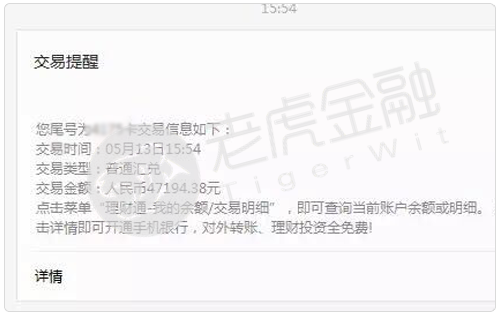 15:54
交易提醒
您尾号为 卡交易信息如下：
交易时间：05月13日15:54
交易类型：普通汇兑
交易金额：人民币47194.38元
点击菜单“理财通-我的余额/交易明细”，即可查询当前账户余额或明细。
击详情即可开通手机银行，对外转账、理财投资全免费!
详情
老虎金融
TigerWit